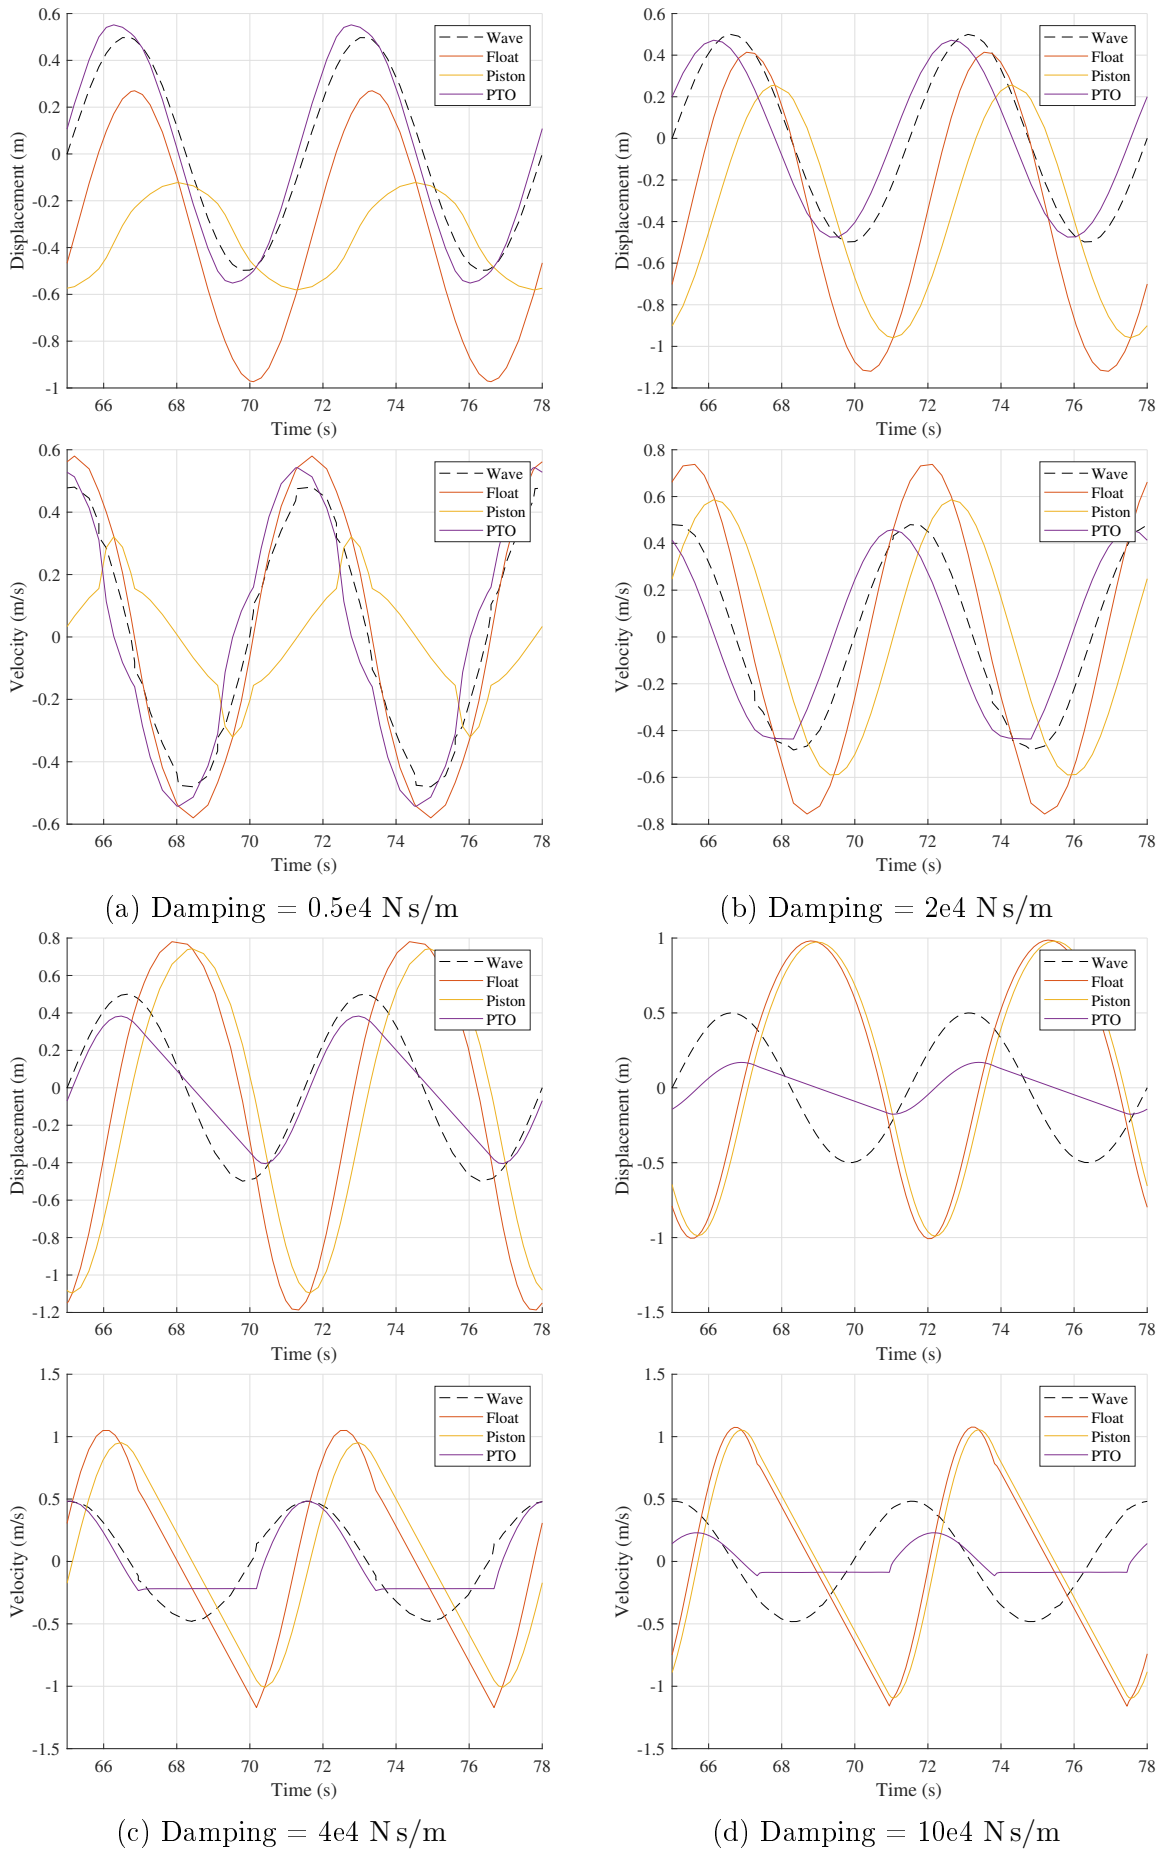 0.6
0.4
0.2
0
-0.2
-0.4
-0.6
-0.8
-1
Displacement (m)
66 68 70 72 74 76 78
Time (s)
Wave
Float
Piston
PTO
0.6
0.4
0.2
0
-0.2
-0.4
-0.6
-0.8
-1
-1.2
Displacement (m)
66 68 70 72 74 76 78
Time (s)
Wave
Float
Piston
PTO
0.6
0.4
0.2
0
-0.2
-0.4
-0.6
Velocity (m/s)
66 68 70 72 74 76 78
Time (s)
Wave
Float
Piston
PTO
0.8
0.6
0.4
0.2
0
-0.2
-0.4
-0.6
-0.8
Velocity (m/s)
66 68 70 72 74 76 78
Time (s)
Wave
Float
Piston
PTO
(a) Damping = 0.5e4 N s/m
(b) Damping = 2e4 N s/m
0.8
0.6
0.4
0.2
0
-0.2
-0.4
-0.6
-0.8
-1
-1.2
Displacement (m)
66 68 70 72 74 76 78
Time (s)
Wave
Float
Piston
PTO
1
0.5
0
-0.5
-1
-1.5
Displacement (m)
66 68 70 72 74 76 78
Time (s)
Wave
Float
Piston
PTO
1.5
1
0.5
0
-0.5
-1
-1.5
Velocity (m/s)
66 68 70 72 74 76 78
Time (s)
Wave
Float
Piston
PTO
1.5
1
0.5
0
-0.5
-1
-1.5
Velocity (m/s)
66 68 70 72 74 76 78
Time (s)
Wave
Float
Piston
PTO
(c) Damping = 4e4 N s/m
(d) Damping = 10e4 N s/m